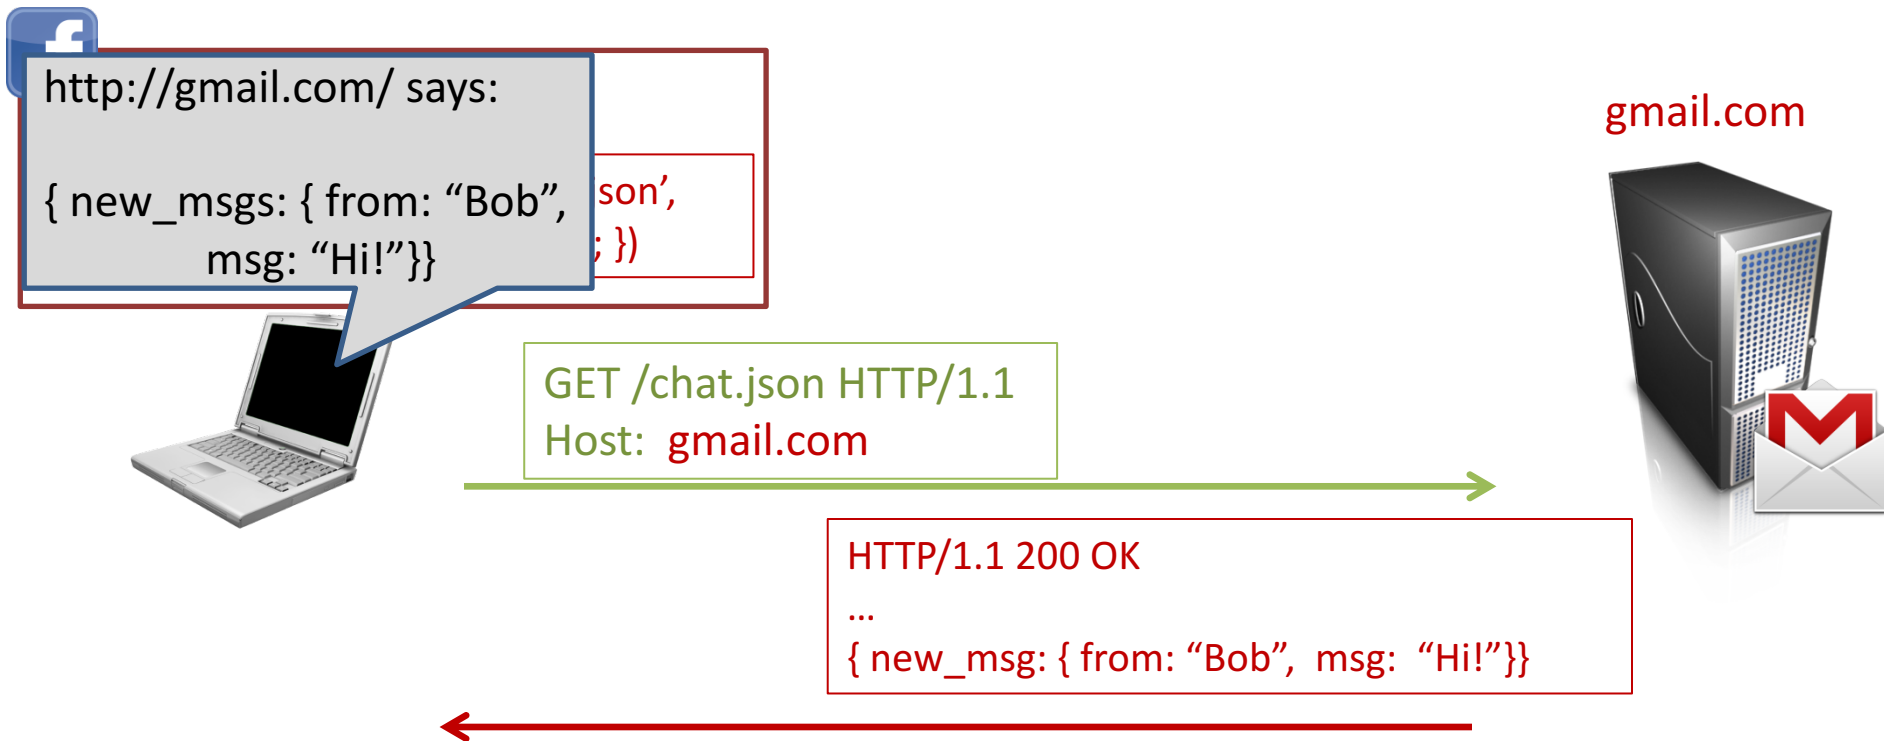 http://gmail.com/ says:
{ new_msgs: { from: “Bob”,
msg: “Hi!”}}
son’,
; })
gmail.com
GET /chat.json HTTP/1.1
Host: gmail.com
HTTP/1.1 200 OK
...
{ new_msg: { from: “Bob”, msg: “Hi!”}}